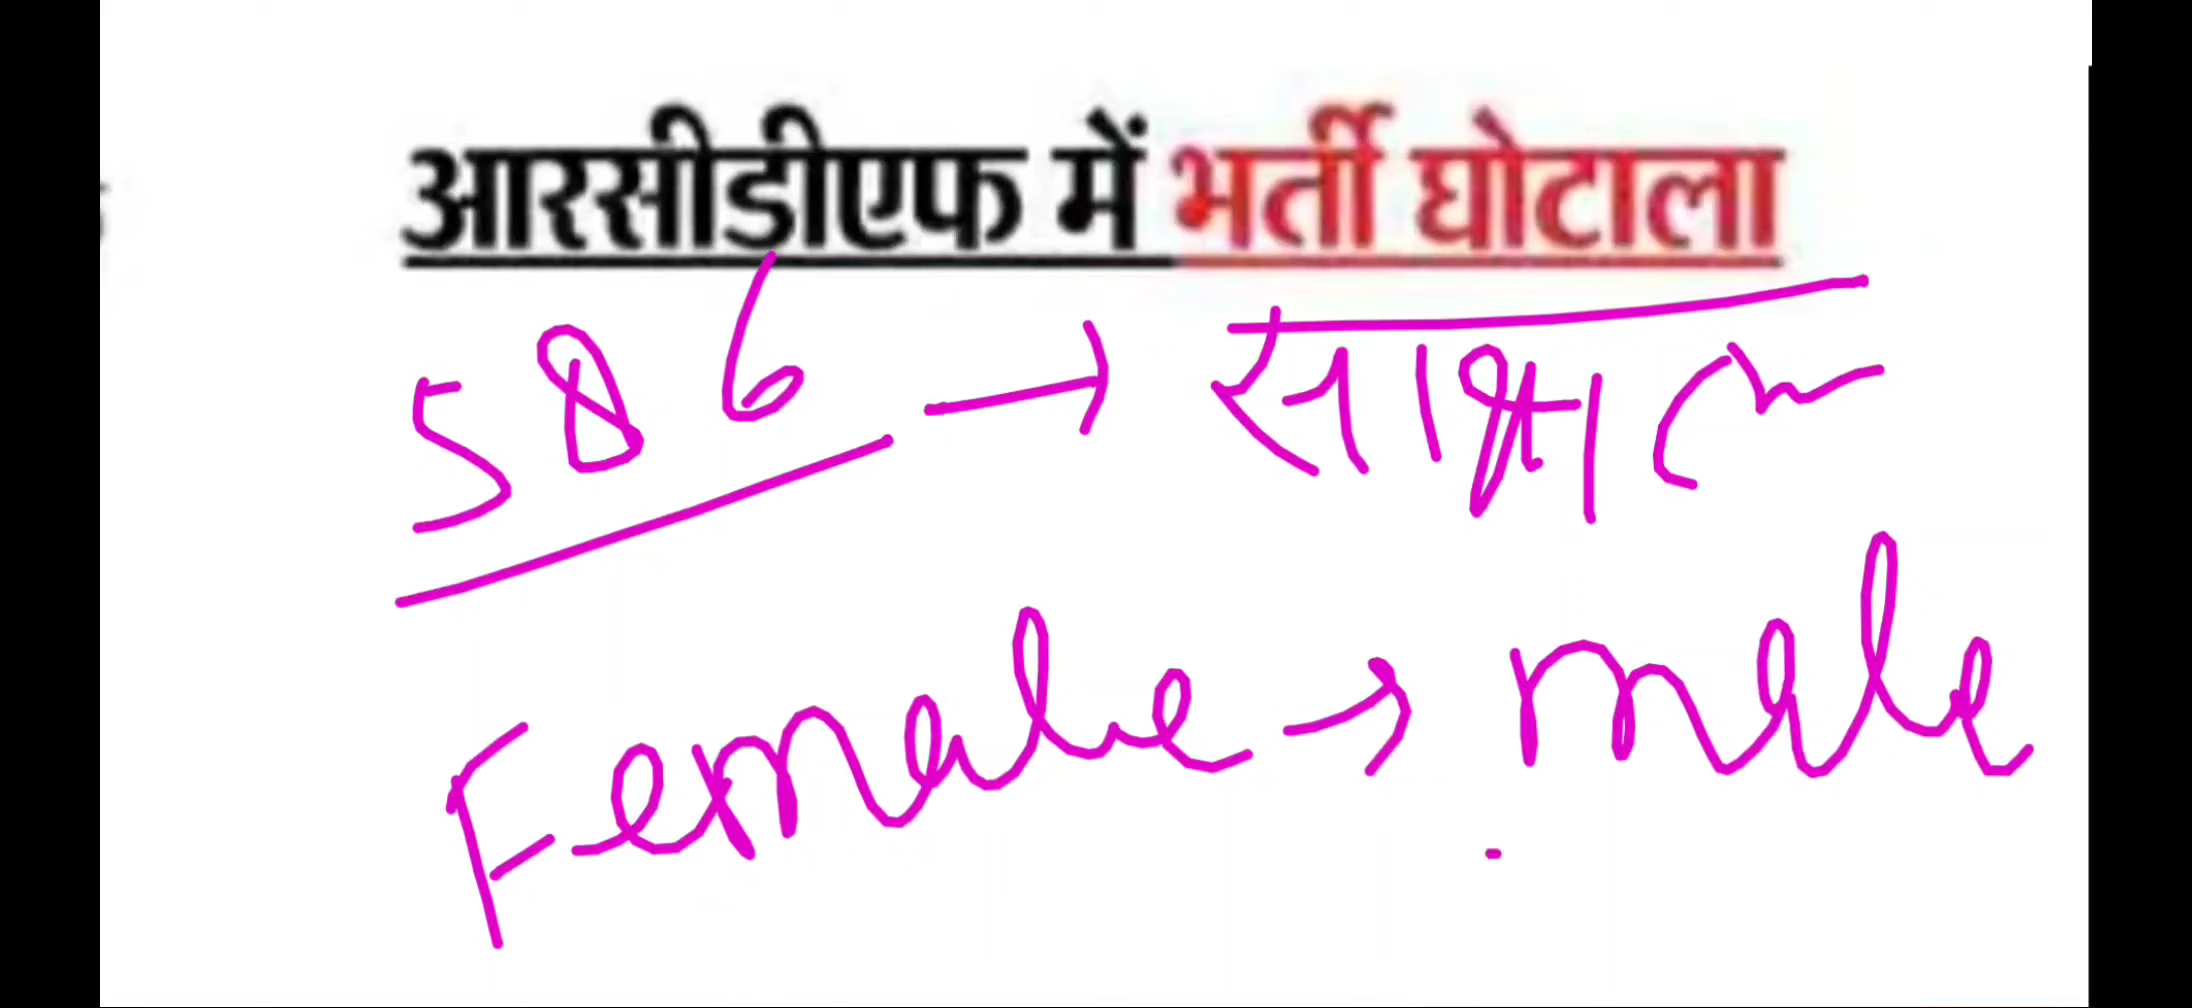 आरसीडीएफ में भर्ती घोटाला
586 →
Female → male